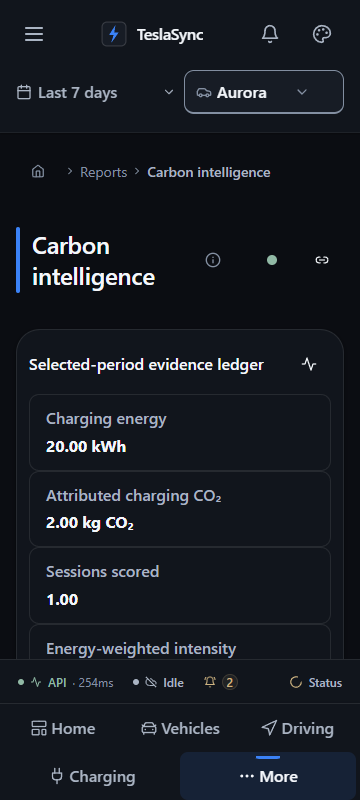 TeslaSync
Last 7 days
Aurora
Reports
Carbon intelligence
Carbon
intelligence
Selected-period evidence ledger
Charging energy
20.00 kWh
Attributed charging CO₂
2.00 kg CO₂
Sessions scored
1.00
Energy-weighted intensity
API · 254ms
Idle
2
Status
Home
Vehicles
Driving
Charging
More